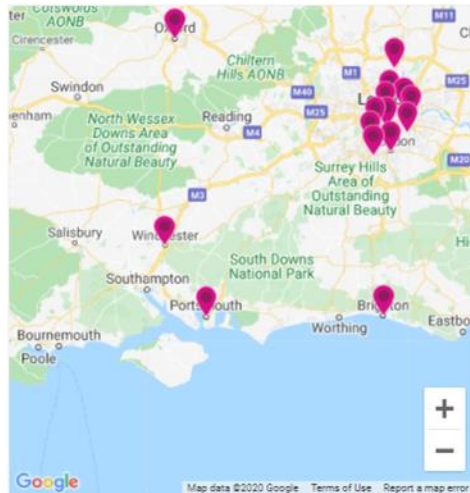 Cotswolds
AONB
Cirencester
Oxford
M11
Chiltern
Hills AONB
M1
M25
Swindon
M40
M25
North Wessex
Downs Area
of Outstanding
Natural Beauty
Reading
M4
M20
Surrey Hills
Area of
Outstanding
Natural Beauty
M3
Salisbury
Winchester
South Downs
National Park
Southampton
Portsmouth
Brighton
Worthing
Bournemouth
Poole
+
−
Google
Map data ©2020 Google Terms of Use Report a map error